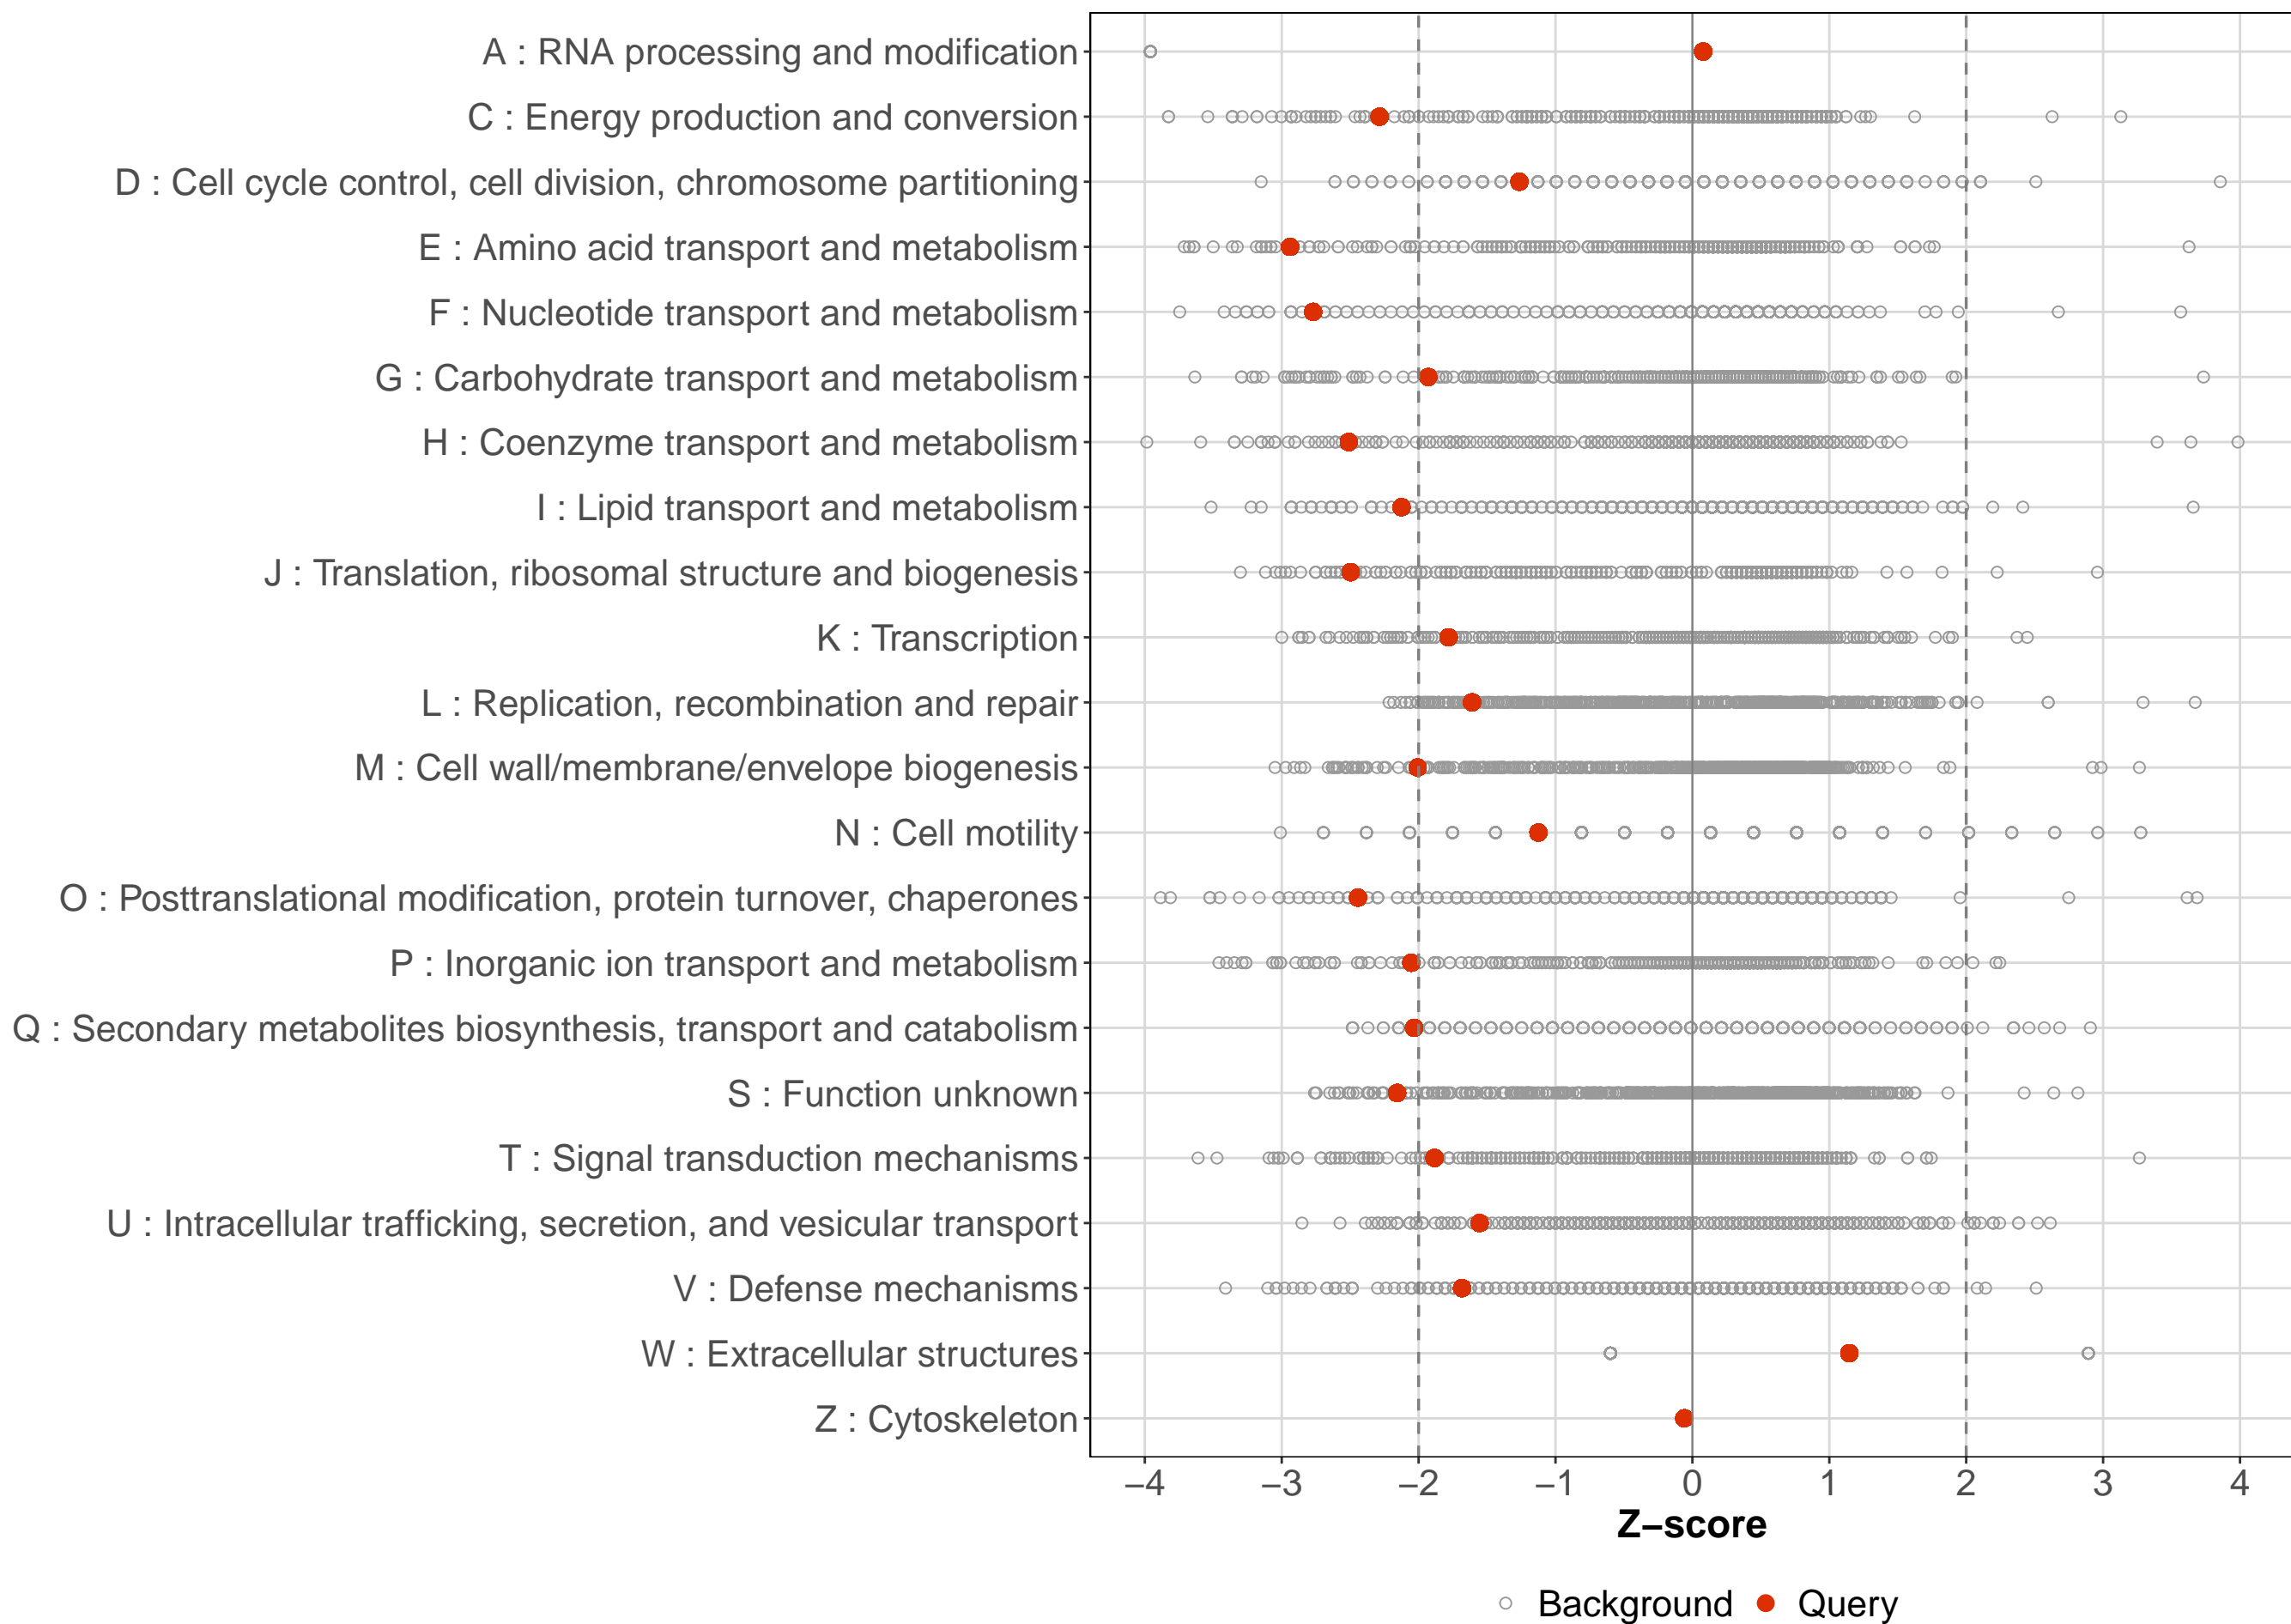 A : RNA processing and modification
C : Energy production and conversion
D : Cell cycle control, cell division, chromosome partitioning
E : Amino acid transport and metabolism
F : Nucleotide transport and metabolism
G : Carbohydrate transport and metabolism
H : Coenzyme transport and metabolism
I : Lipid transport and metabolism
J : Translation, ribosomal structure and biogenesis
K : Transcription
L : Replication, recombination and repair
M : Cell wall/membrane/envelope biogenesis
N : Cell motility
O : Posttranslational modification, protein turnover, chaperones
P : Inorganic ion transport and metabolism
Q : Secondary metabolites biosynthesis, transport and catabolism
S : Function unknown
T : Signal transduction mechanisms
U : Intracellular trafficking, secretion, and vesicular transport
V : Defense mechanisms
W : Extracellular structures
Z : Cytoskeleton
−4 −3 −2 −1 0 1 2 3 4
Z−score
Background Query